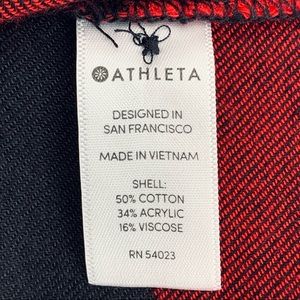 ATHLETA
DESIGNED IN
SAN FRANCISCO
MADE IN VIETNAM
SHELL:
50% COTTON
34% ACRYLIC
16% VISCOSE
RN 54023